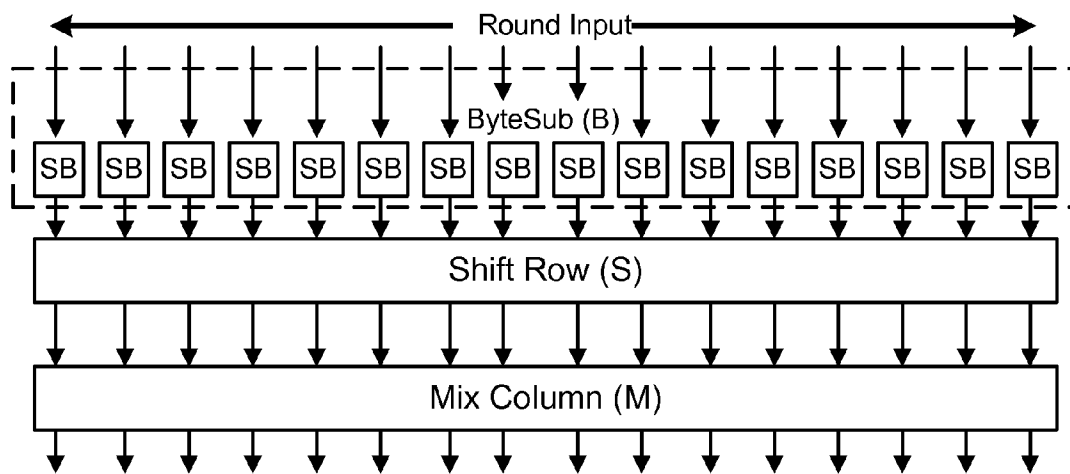 Round Input
ByteSub (B)
SB SB SB SB SB SB SB SB SB SB SB SB SB SB SB SB
Shift Row (S)
Mix Column (M)